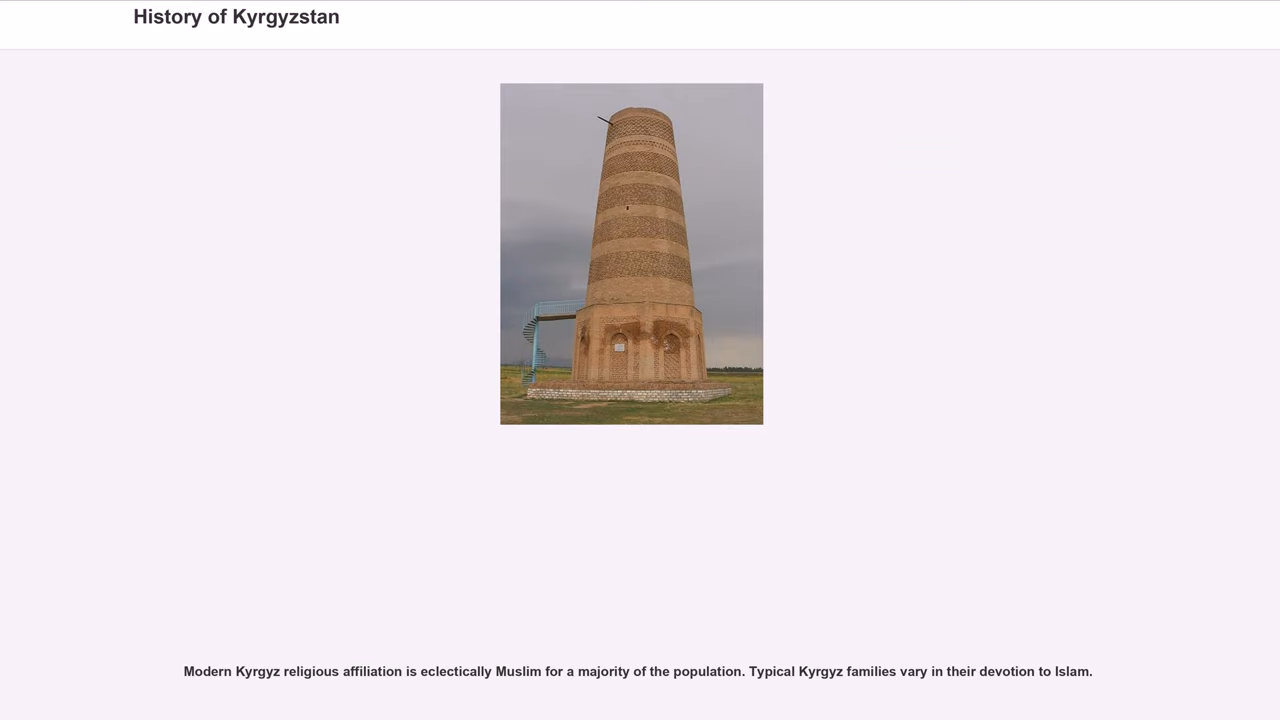 History of Kyrgyzstan
Modern Kyrgyz religious affiliation is eclectically Muslim for a majority of the population. Typical Kyrgyz families vary in their devotion to Islam.